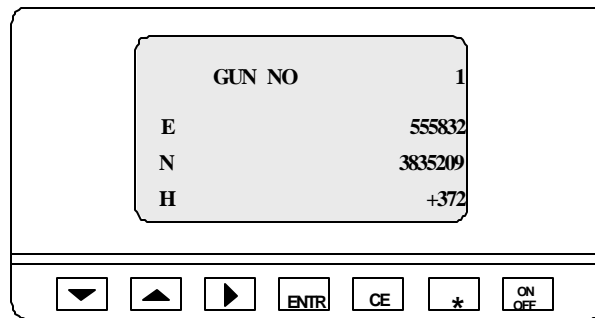 GUN NO 1
E 555832
N 3835209
H +372
ENTR CE * ON OFF